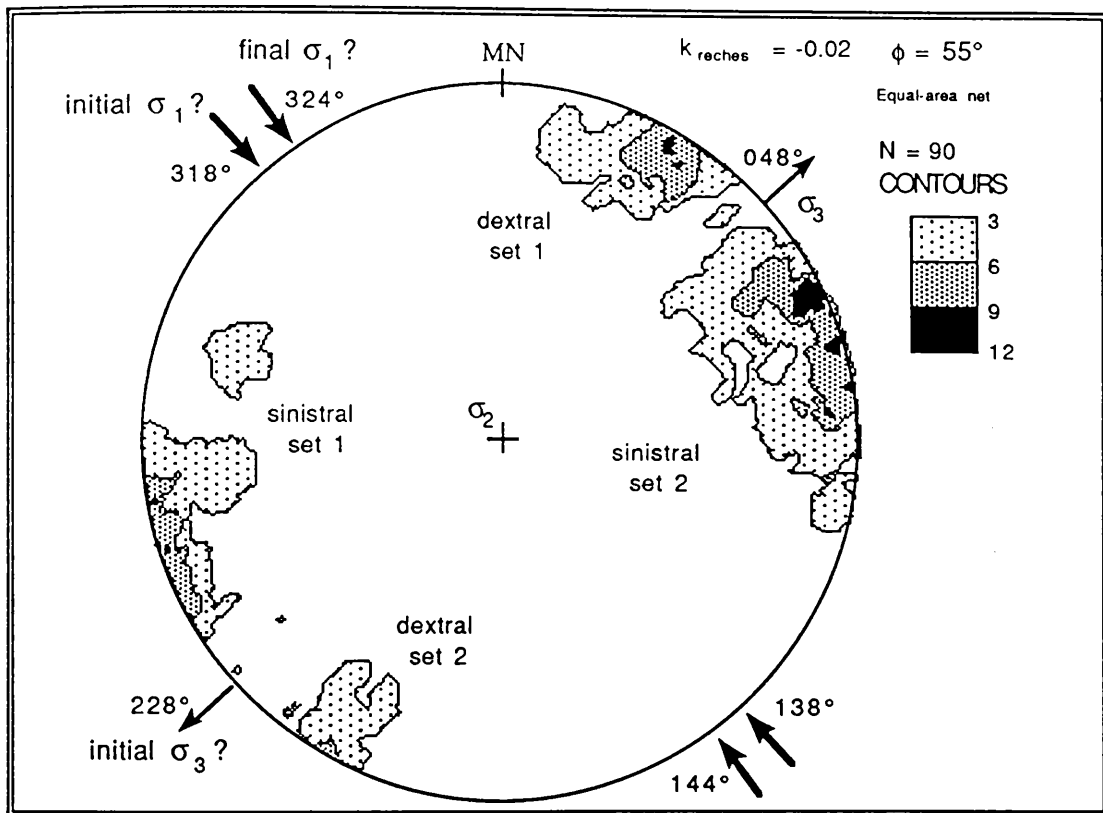 final σ1 ?
MN
k reches = -0.02 ϕ = 55°
initial σ1 ?
324°
Equal-area net
318°
048°
N = 90
CONTOURS
σ3
dextral
set 1
3
6
9
12
sinistral
set 1
σ2
sinistral
set 2
dextral
set 2
228°
initial σ3 ?
138°
144°